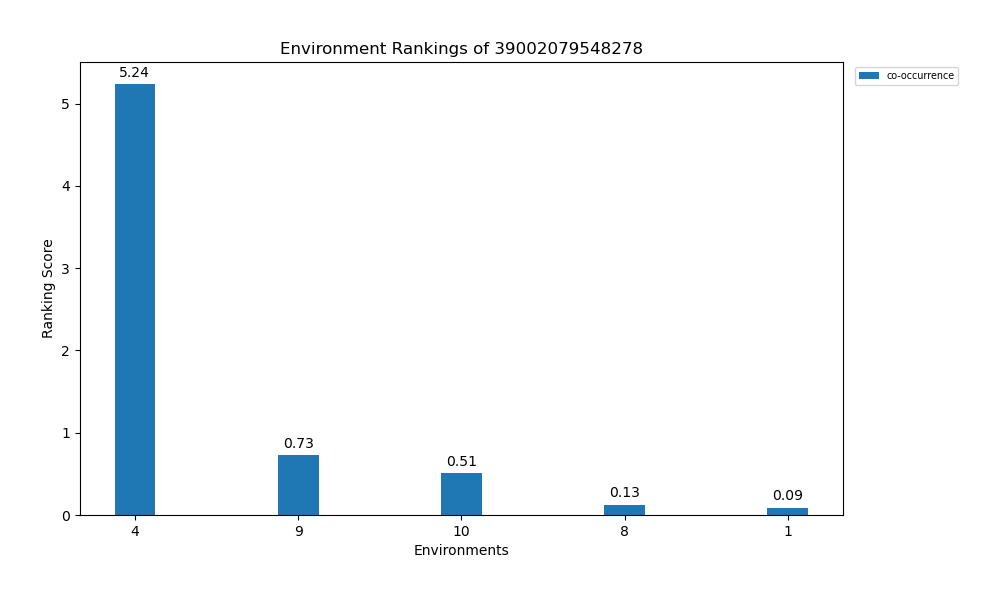 Environment Rankings of 39002079548278
co-occurrence
5.24
0.73
0.51
0.13
0.09
Ranking Score
5
4
3
2
1
0
4 9 10 8 1
Environments